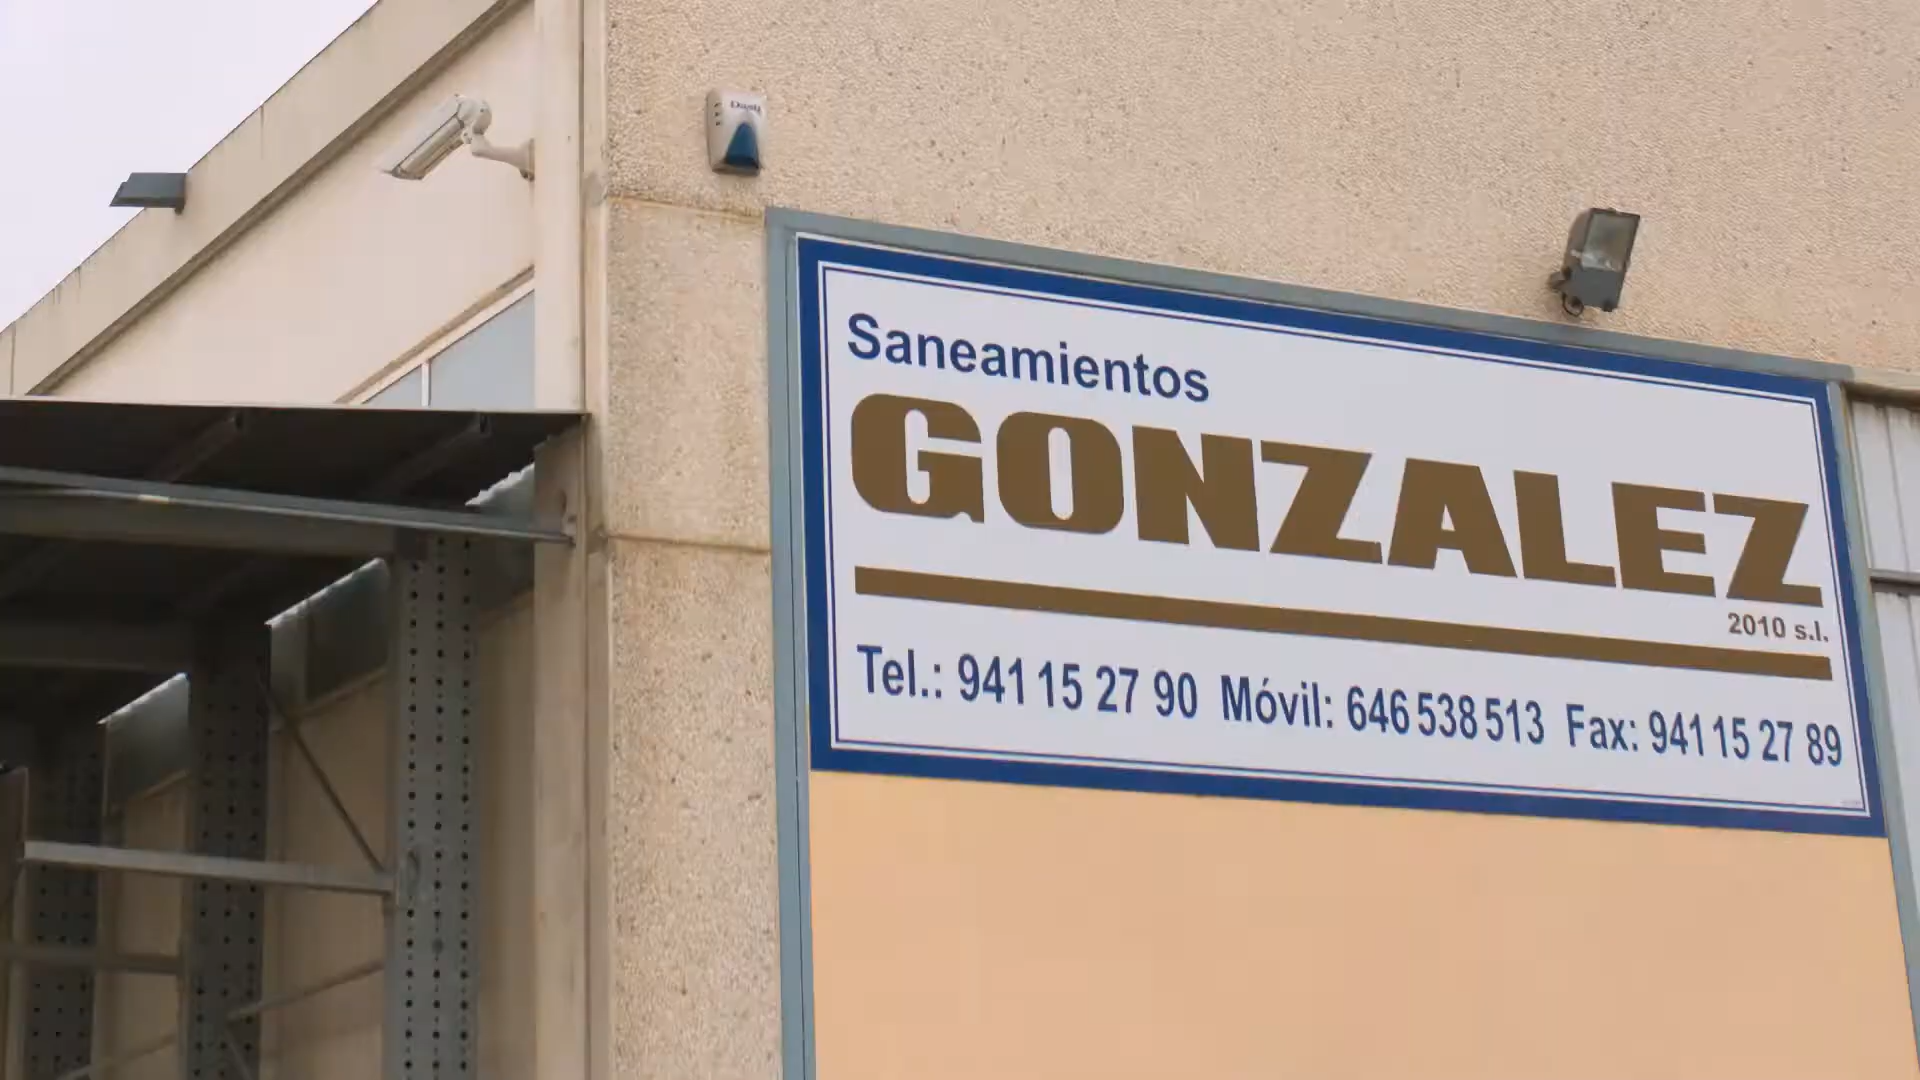 Saneamientos
GONZALEZ
2010 s.l.
Tel.: 941 15 27 90 Móvil: 646 538 513 Fax: 941 15 27 89